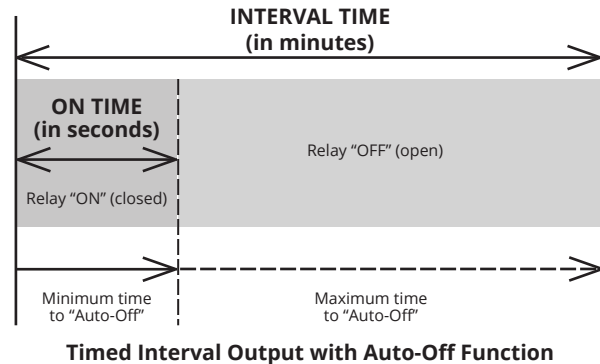 INTERVAL TIME
(in minutes)
ON TIME
(in seconds)
Relay “OFF” (open)
Relay “ON” (closed)
Minimum time
to “Auto-Off”
Maximum time
to “Auto-Off”
Timed Interval Output with Auto-Off Function